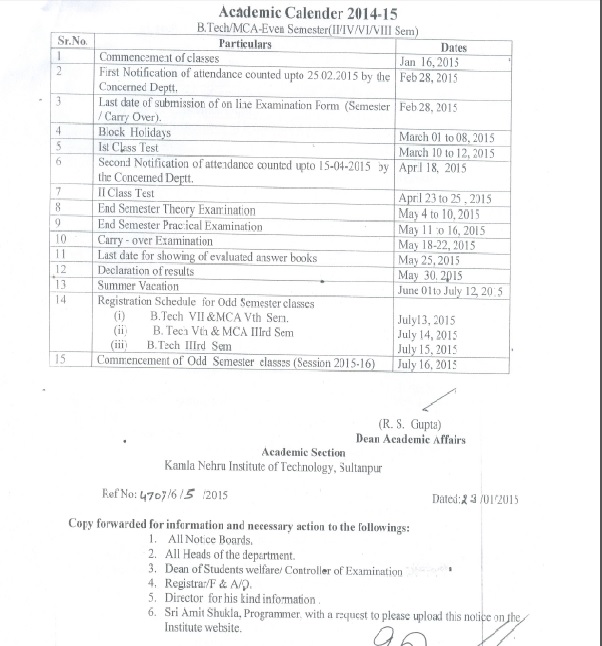 Academic Calender 2014-15
B.Tech/MCA-Even Semester(II/IV/VI/VIII Sem)
Sr.No. Particulars Dates
1 Commencement of classes Jan 16, 2015
2 First Notification of attendance counted upto 25.02.2015 by the Feb 28, 2015
Concerned Deptt.
3 Last date of submission of on line Examination Form (Semester Feb 28, 2015
/ Carry Over).
4 Block Holidays March 01 to 08, 2015
5 Ist Class Test March 10 to 12, 2015
6 Second Notification of attendance counted upto 15-04-2015 by April 18, 2015
the Concerned Deptt.
7 II Class Test April 23 to 25, 2015
8 End Semester Theory Examination May 4 to 10, 2015
9 End Semester Practical Examination May 11 to 16, 2015
10 Carry - over Examination May 18-22, 2015
11 Last date for showing of evaluated answer books May 25, 2015
12 Declaration of results May 30, 2015
13 Summer Vacation June 01 to July 12, 2015
14 Registration Schedule for Odd Semester classes
(i) B.Tech VII &MCA Vth Sem. July13, 2015
(ii) B. Tech Vth & MCA IIIrd Sem July 14, 2015
(iii) B.Tech IIIrd Sem July 15, 2015
15 Commencement of Odd Semester classes (Session 2015-16) July 16, 2015
(R. S. Gupta)
Dean Academic Affairs
Academic Section
Kamla Nehru Institute of Technology, Sultanpur
Ref No: 4707/6/5 /2015 Dated: /01/2015
Copy forwarded for information and necessary action to the followings:
1. All Notice Boards.
2. All Heads of the department.
3. Dean of Students welfare/ Controller of Examination
4. Registrar/F & A/O.
5. Director for his kind information.
6. Sri Amit Shukla, Programmer. with a request to please upload this notice on the
Institute website.